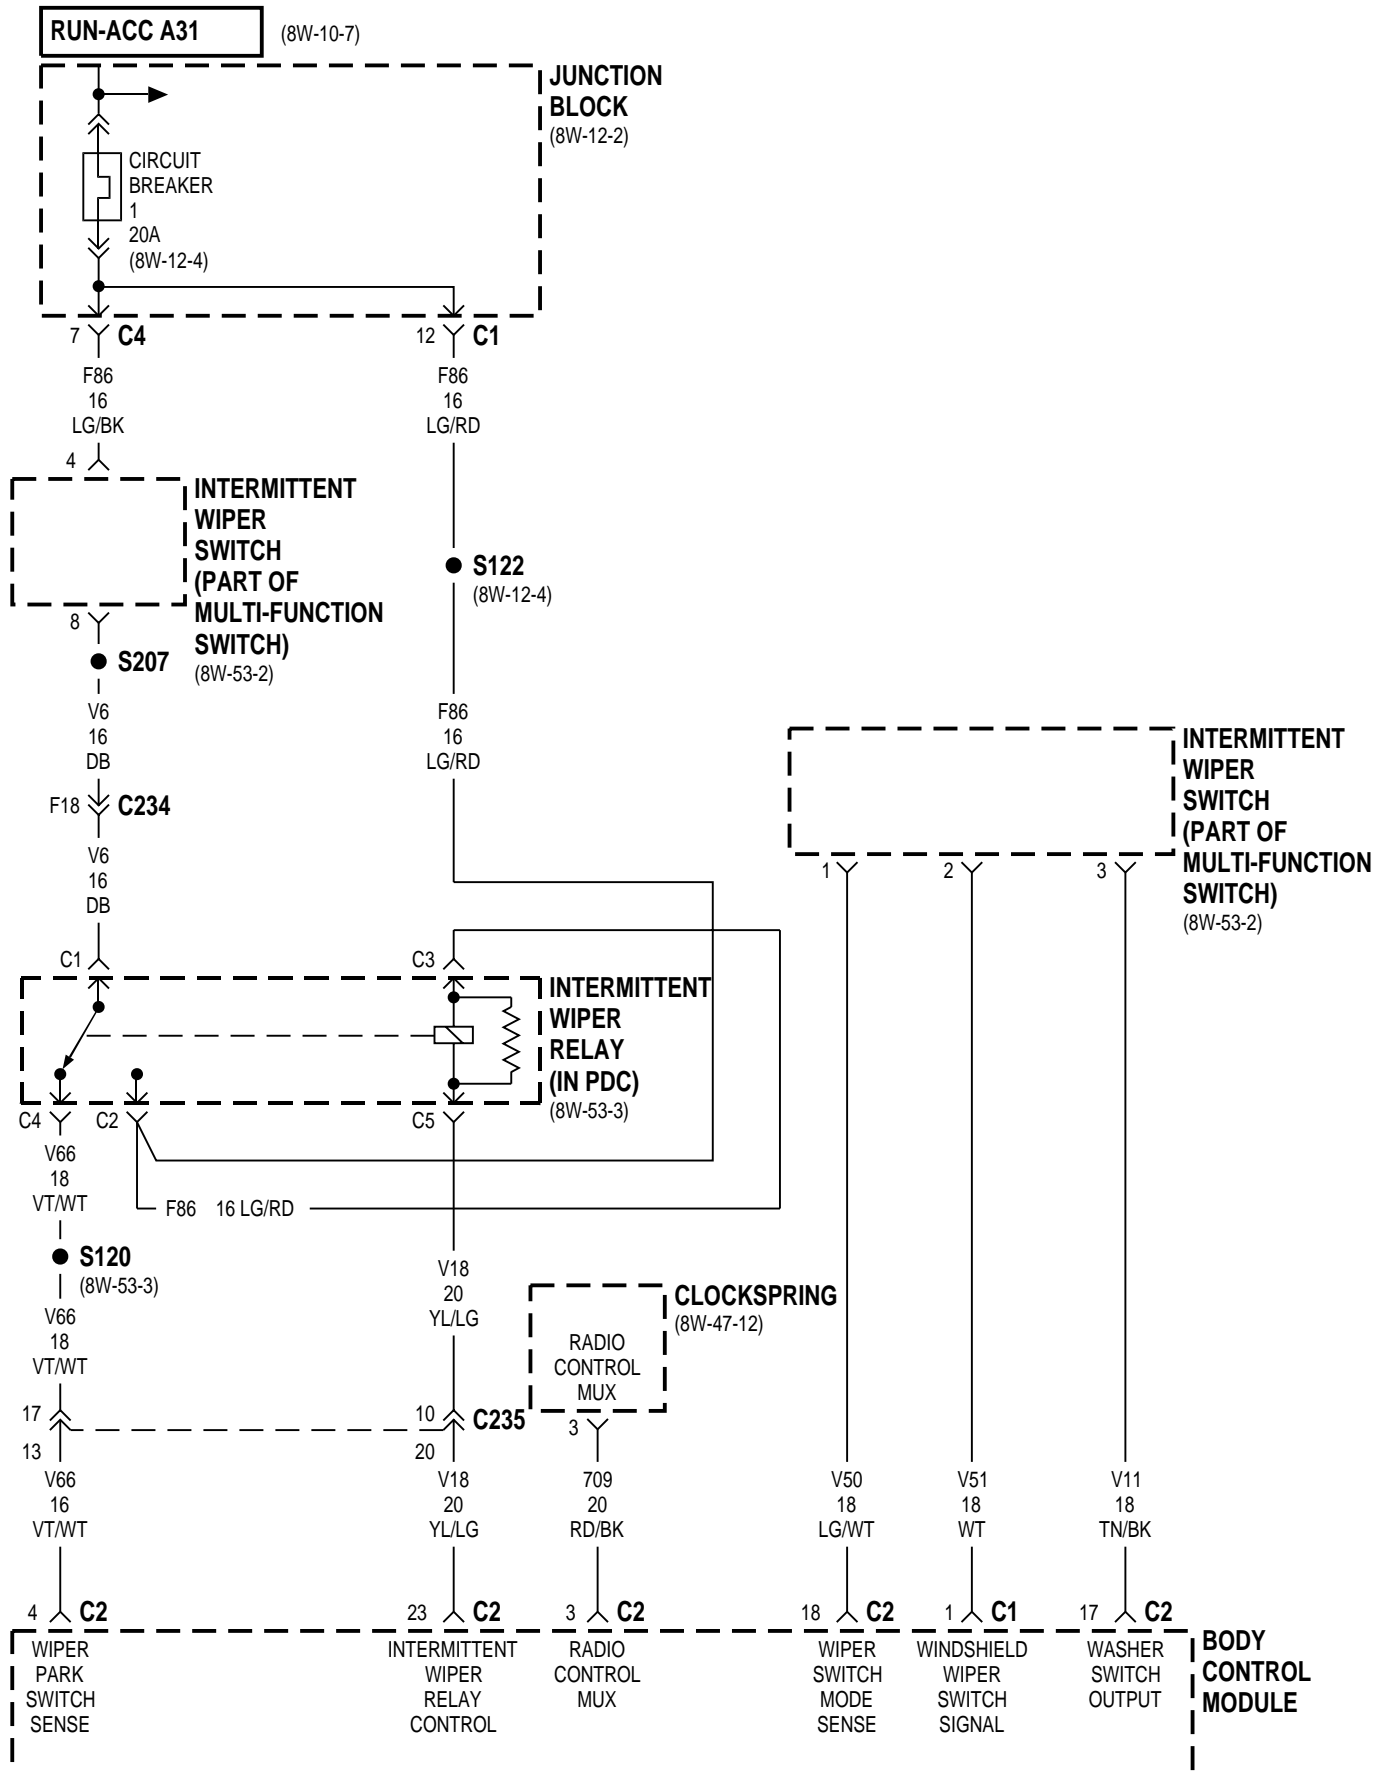 RUN-ACC A31 (8W-10-7)
JUNCTION
BLOCK
(8W-12-2)
CIRCUIT
BREAKER
1
20A
(8W-12-4)
7 C4
12 C1
F86
16
LG/BK
F86
16
LG/RD
4
INTERMITTENT
WIPER
SWITCH
(PART OF
MULTI-FUNCTION
SWITCH)
(8W-53-2)
S122
(8W-12-4)
8
S207
V6
16
DB
F86
16
LG/RD
F18 C234
V6
16
DB
INTERMITTENT
WIPER
SWITCH
(PART OF
MULTI-FUNCTION
SWITCH)
(8W-53-2)
1
2
3
C1
C3
INTERMITTENT
WIPER
RELAY
(IN PDC)
(8W-53-3)
C4
C2
C5
V66
18
VT/WT
F86 16 LG/RD
S120
(8W-53-3)
V66
18
VT/WT
V18
20
YL/LG
CLOCKSPRING
(8W-47-12)
RADIO
CONTROL
MUX
17
10
C235
3
13
20
V66
16
VT/WT
V18
20
YL/LG
709
20
RD/BK
V50
18
LG/WT
V51
18
WT
V11
18
TN/BK
4 C2
23 C2
3 C2
18 C2
1 C1
17 C2
WIPER
PARK
SWITCH
SENSE
INTERMITTENT
WIPER
RELAY
CONTROL
RADIO
CONTROL
MUX
WIPER
SWITCH
MODE
SENSE
WINDSHIELD
WIPER
SWITCH
SIGNAL
WASHER
SWITCH
OUTPUT
BODY
CONTROL
MODULE